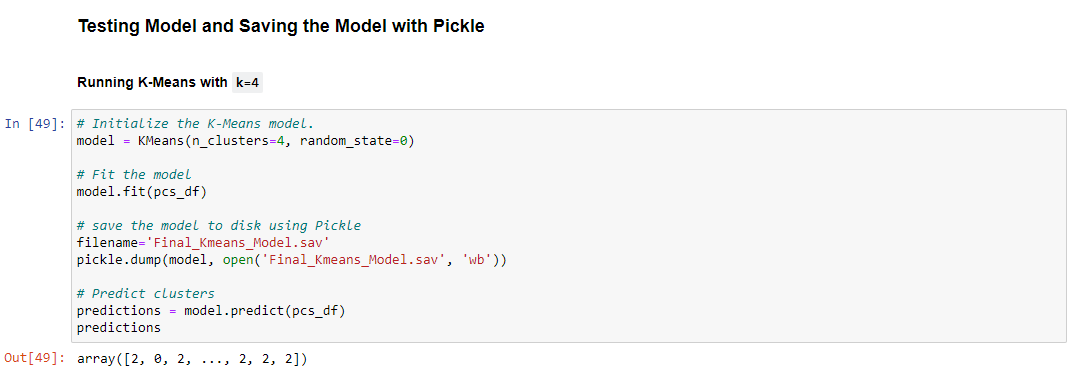 Testing Model and Saving the Model with Pickle
Running K-Means with k=4
In [49]: # Initialize the K-Means model.
model = KMeans(n_clusters=4, random_state=0)
# Fit the model
model.fit(pcs_df)
# save the model to disk using Pickle
filename='Final_Kmeans_Model.sav'
pickle.dump(model, open('Final_Kmeans_Model.sav', 'wb'))
# Predict clusters
predictions = model.predict(pcs_df)
predictions
Out[49]: array([2, 0, 2, ..., 2, 2, 2])